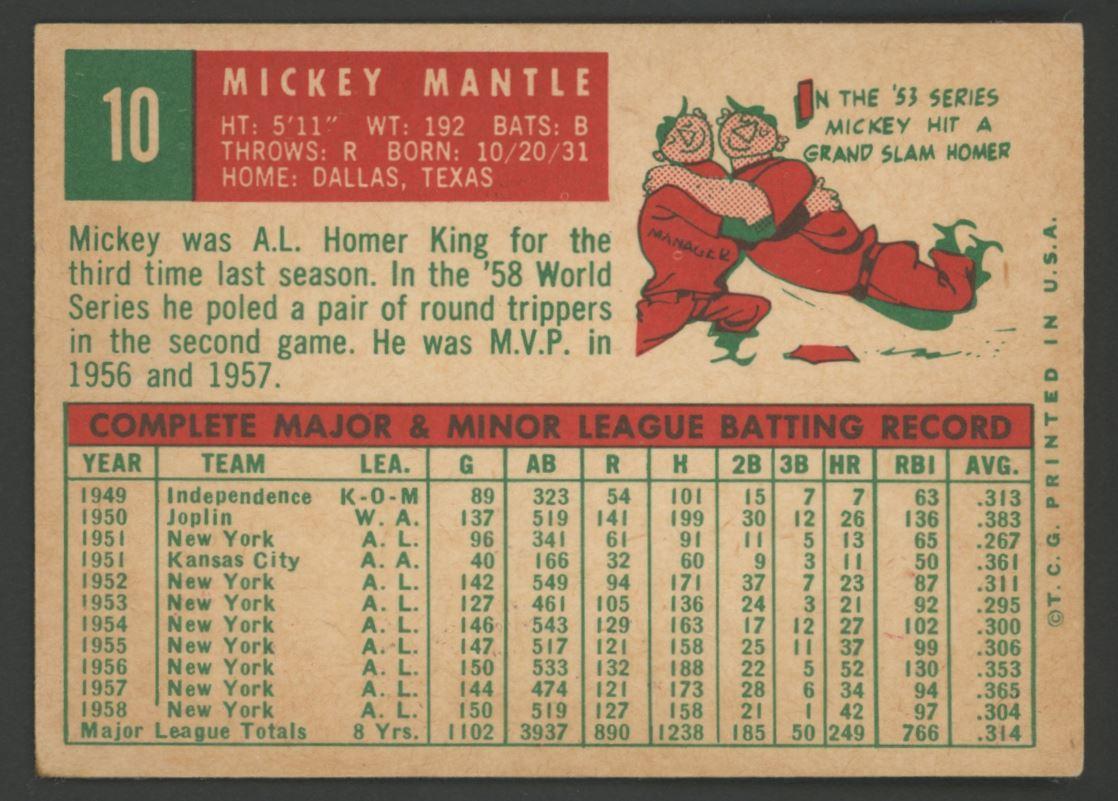 10
MICKEY MANTLE
HT: 5'11" WT: 192 BATS: B
THROWS: R BORN: 10/20/31
HOME: DALLAS, TEXAS
IN THE '53 SERIES
MICKEY HIT A
GRAND SLAM HOMER
MANAGER
Mickey was A.L. Homer King for the
third time last season. In the '58 World
Series he poled a pair of round trippers
in the second game. He was M.V.P. in
1956 and 1957.
COMPLETE MAJOR & MINOR LEAGUE BATTING RECORD
YEAR TEAM LEA. G AB R H 2B 3B HR RBI AVG.
1949 Independence K-O-M 89 323 54 101 15 7 7 63 .313
1950 Joplin W. A. 137 519 141 199 30 12 26 136 .383
1951 New York A. L. 96 341 61 91 11 5 13 65 .267
1951 Kansas City A. A. 40 166 32 60 9 3 11 50 .361
1952 New York A. L. 142 549 94 171 37 7 23 87 .311
1953 New York A. L. 127 461 105 136 24 3 21 92 .295
1954 New York A. L. 146 543 129 163 17 12 27 102 .300
1955 New York A. L. 147 517 121 158 25 11 37 99 .306
1956 New York A. L. 150 533 132 188 22 5 52 130 .353
1957 New York A. L. 144 474 121 173 28 6 34 94 .365
1958 New York A. L. 150 519 127 158 21 1 42 97 .304
Major League Totals 8 Yrs. 1102 3937 890 1238 185 50 249 766 .314
©T. C. G. PRINTED IN U.S.A.